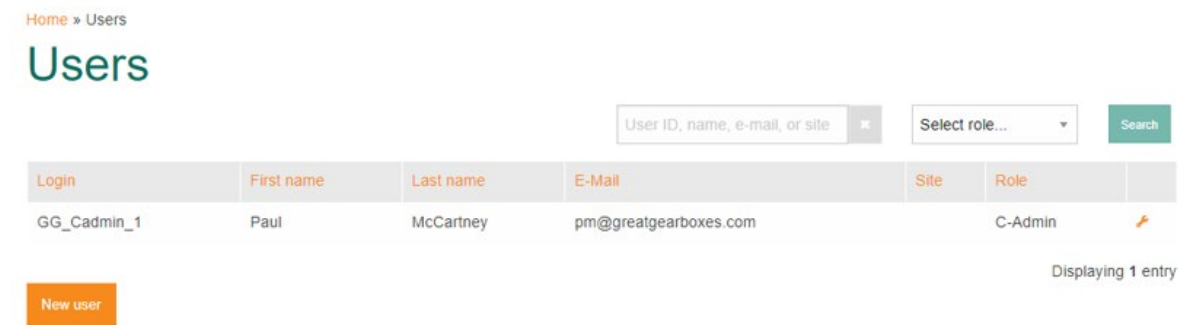 Home » Users
Users
User ID, name, e-mail, or site
Select role...
Search
Login First name Last name E-Mail Site Role
GG_Cadmin_1 Paul McCartney pm@greatgearboxes.com C-Admin
Displaying 1 entry
New user